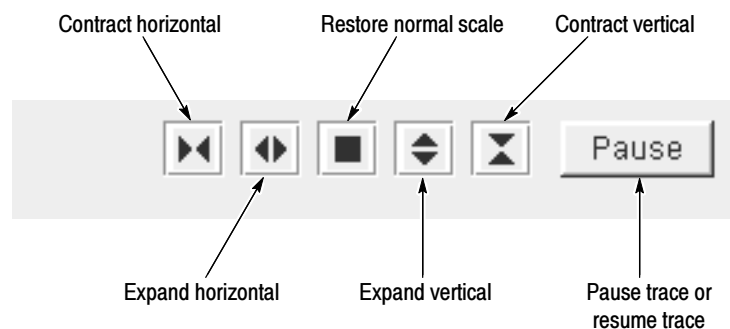 Contract horizontal
Restore normal scale
Contract vertical
Pause
Expand horizontal
Expand vertical
Pause trace or
resume trace